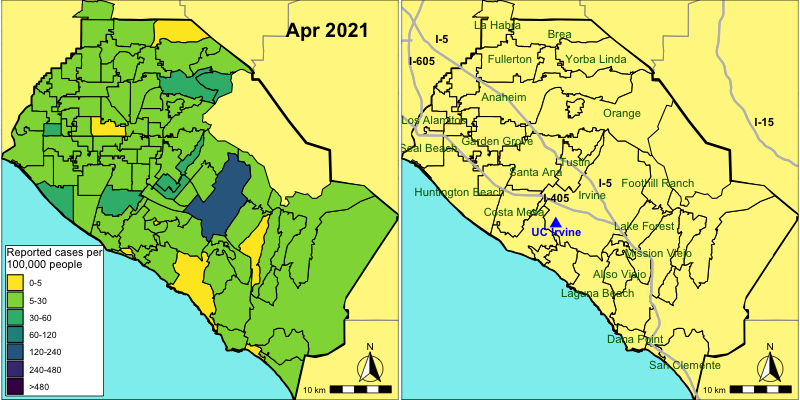 Apr 2021
Reported cases per
100,000 people
0-5
5-30
30-60
60-120
120-240
240-480
>480
N
10 km
La Habra
Brea
I-5
I-605
Fullerton
Yorba Linda
Anaheim
Orange
I-15
Los Alamitos
Seal Beach
Garden Grove
Tustin
Santa Ana
I-5
Foothill Ranch
Huntington Beach
I-405
Irvine
Costa Mesa
UC Irvine
Lake Forest
Mission Viejo
Aliso Viejo
Laguna Beach
Dana Point
San Clemente
N
10 km